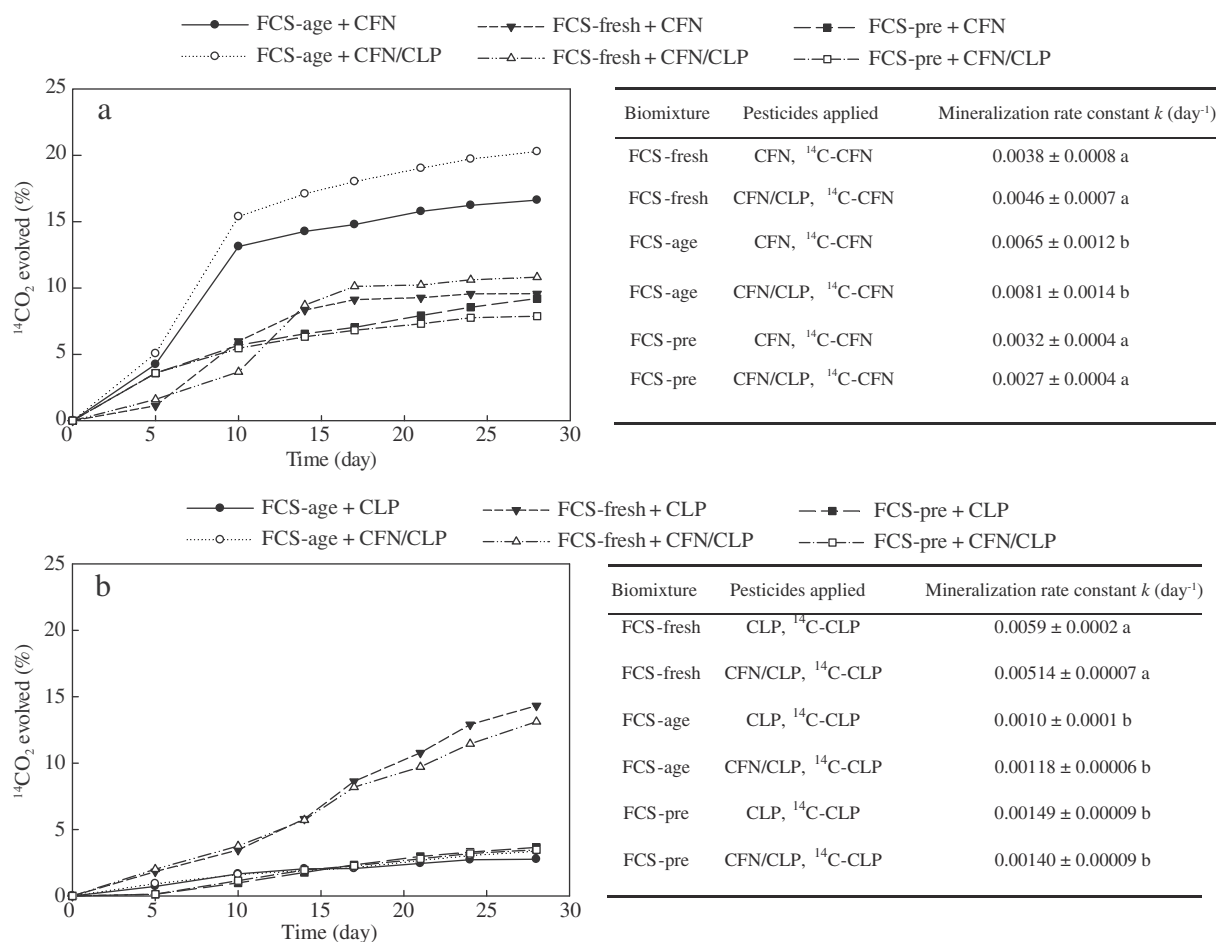 FCS-age + CFN FCS-fresh + CFN FCS-pre + CFN
FCS-age + CFN/CLP FCS-fresh + CFN/CLP FCS-pre + CFN/CLP
a
25
20
15
10
5
0
¹⁴CO₂ evolved (%)
0 5 10 15 20 25 30
Time (day)
Biomixture Pesticides applied Mineralization rate constant k (day⁻¹)
FCS-fresh CFN, ¹⁴C-CFN 0.0038 ± 0.0008 a
FCS-fresh CFN/CLP, ¹⁴C-CFN 0.0046 ± 0.0007 a
FCS-age CFN, ¹⁴C-CFN 0.0065 ± 0.0012 b
FCS-age CFN/CLP, ¹⁴C-CFN 0.0081 ± 0.0014 b
FCS-pre CFN, ¹⁴C-CFN 0.0032 ± 0.0004 a
FCS-pre CFN/CLP, ¹⁴C-CFN 0.0027 ± 0.0004 a
FCS-age + CLP FCS-fresh + CLP FCS-pre + CLP
FCS-age + CFN/CLP FCS-fresh + CFN/CLP FCS-pre + CFN/CLP
b
25
20
15
10
5
0
¹⁴CO₂ evolved (%)
0 5 10 15 20 25 30
Time (day)
Biomixture Pesticides applied Mineralization rate constant k (day⁻¹)
FCS-fresh CLP, ¹⁴C-CLP 0.0059 ± 0.0002 a
FCS-fresh CFN/CLP, ¹⁴C-CLP 0.00514 ± 0.00007 a
FCS-age CLP, ¹⁴C-CLP 0.0010 ± 0.0001 b
FCS-age CFN/CLP, ¹⁴C-CLP 0.00118 ± 0.00006 b
FCS-pre CLP, ¹⁴C-CLP 0.00149 ± 0.00009 b
FCS-pre CFN/CLP, ¹⁴C-CLP 0.00140 ± 0.00009 b